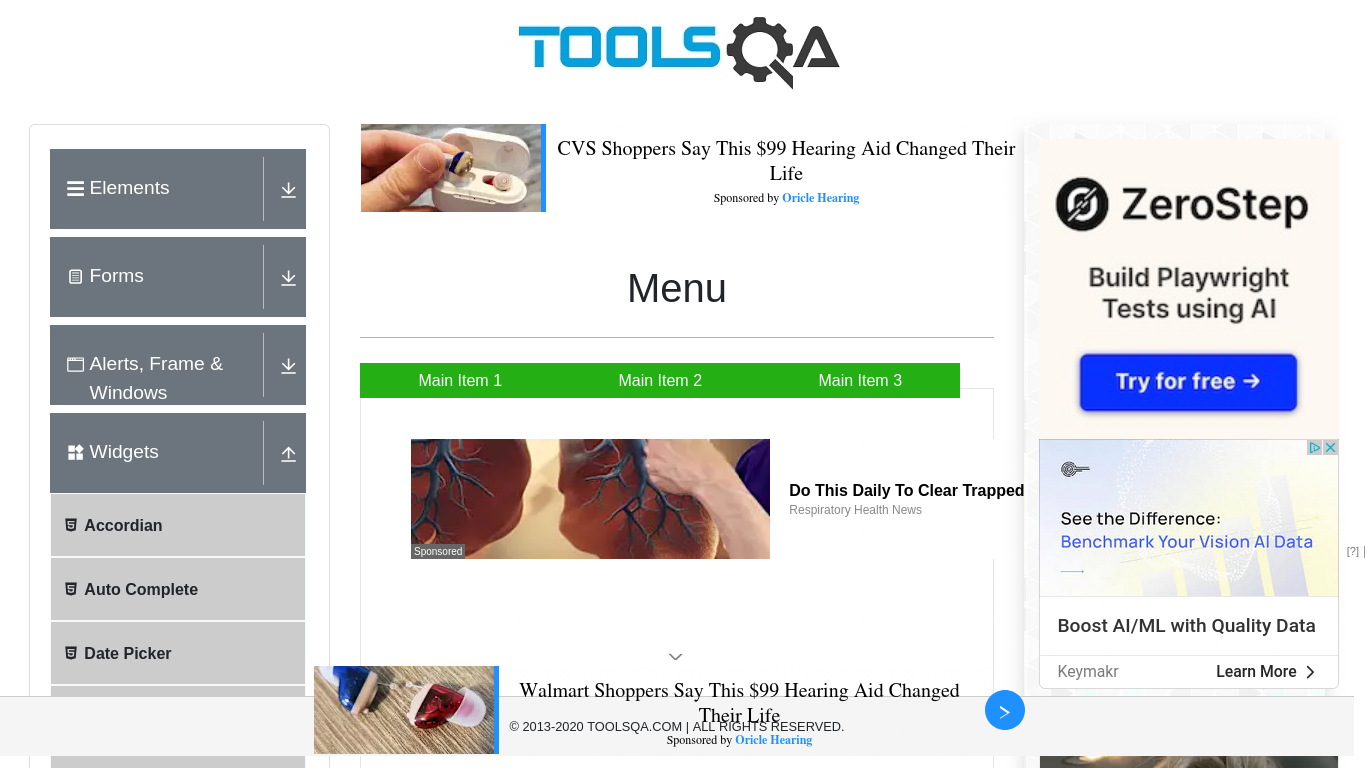 TOOLSQA
Elements
Forms
Alerts, Frame &
Windows
Widgets
Accordian
Auto Complete
Date Picker
CVS Shoppers Say This $99 Hearing Aid Changed Their
Life
Sponsored by Oricle Hearing
Menu
Main Item 1
Main Item 2
Main Item 3
Sponsored
Do This Daily To Clear Trapped
Respiratory Health News
ZeroStep
Build Playwright
Tests using AI
Try for free →
See the Difference:
Benchmark Your Vision AI Data
Boost AI/ML with Quality Data
Keymakr
Learn More
[?]
Walmart Shoppers Say This $99 Hearing Aid Changed
Their Life
© 2013-2020 TOOLSQA.COM | ALL RIGHTS RESERVED.
Sponsored by Oricle Hearing